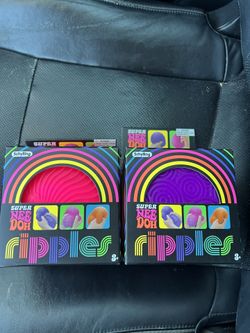 Schylling
SUPER
NEE
DOH
ripples
3+
Schylling
SUPER
NEE
DOH
ripples
3+